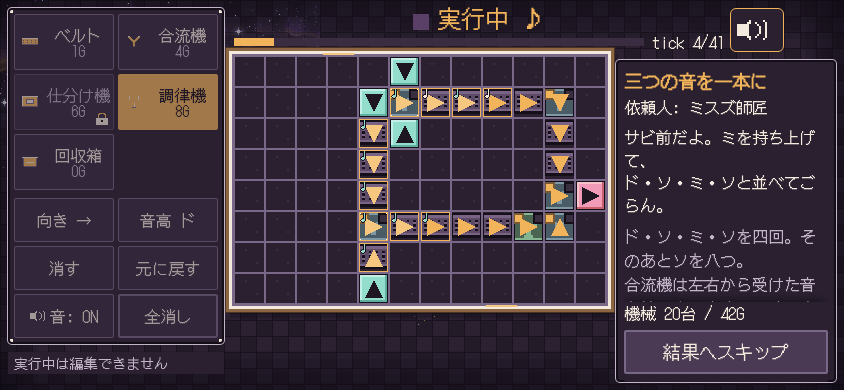 実行中 ♪
tick 4/41
ベルト
1G
合流機
4G
仕分け機
6G
調律機
8G
回収箱
0G
向き →
音高 ド
消す
元に戻す
音: ON
全消し
実行中は編集できません
三つの音を一本に
依頼人: ミスズ師匠
サビ前だよ。ミを持ち上げ
て、
ド・ソ・ミ・ソと並べてご
らん。
ド・ソ・ミ・ソを四回。そ
のあとソを八つ。
合流機は左右から受けた音
機械 20台 / 42G
結果へスキップ